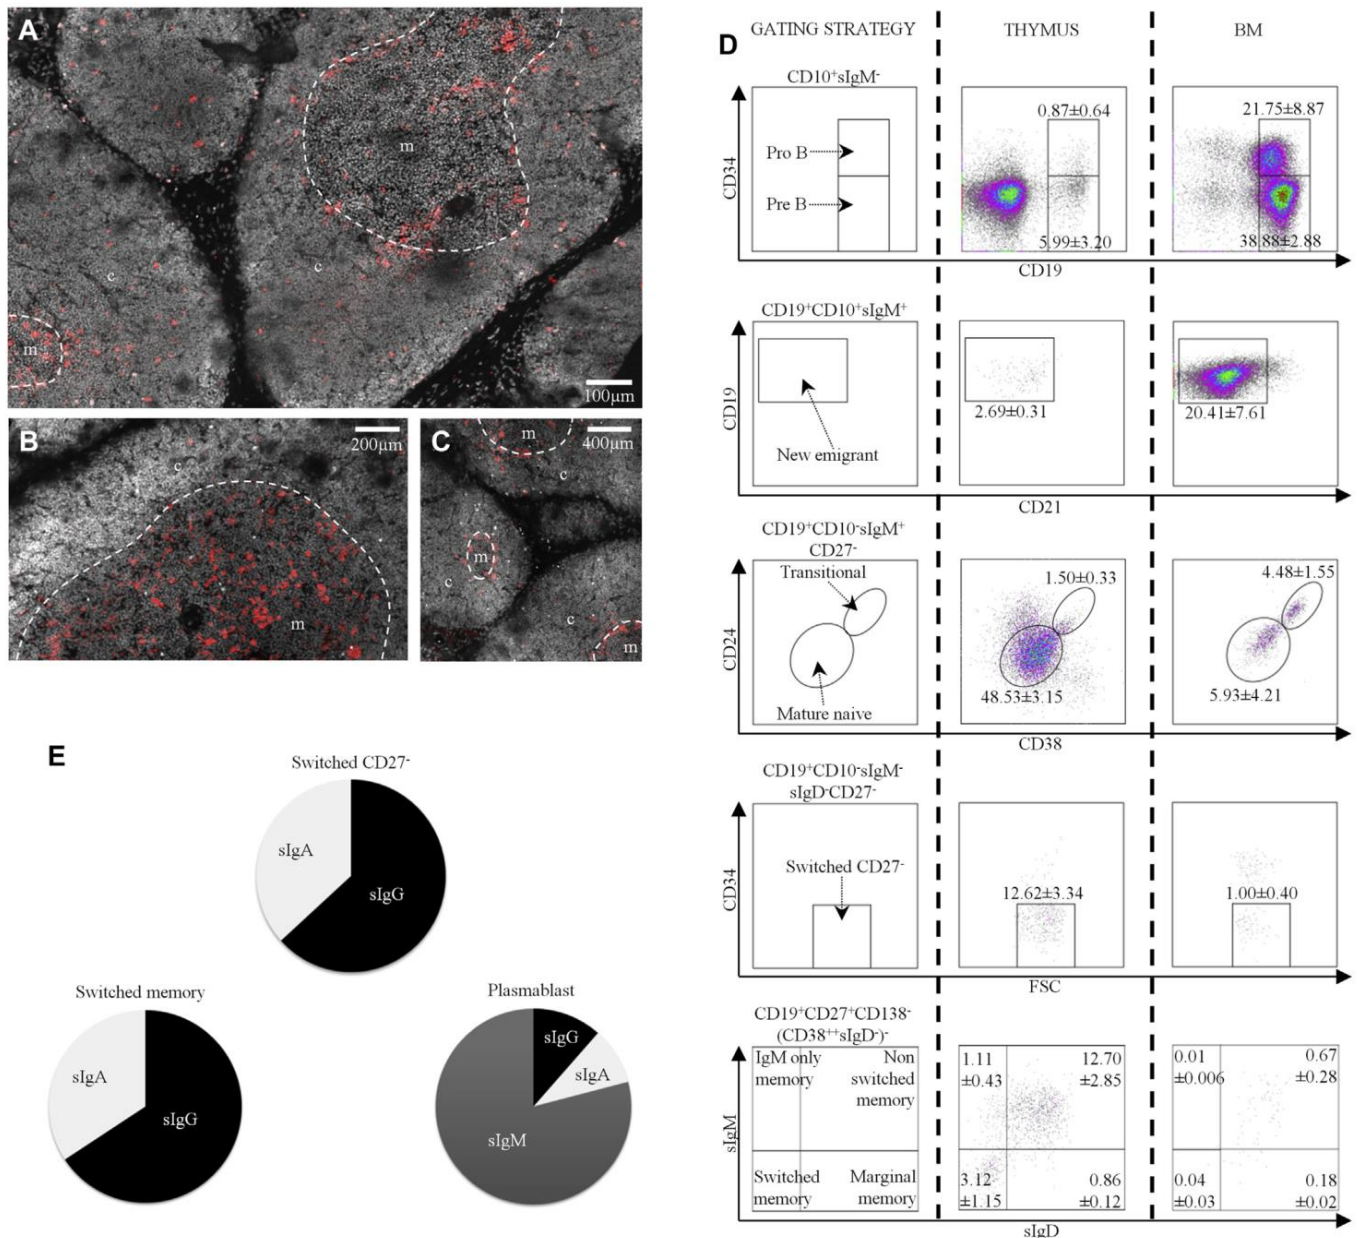 A
m
c
c
m
100µm
B
200µm
c
m
C
m
400µm
c
m
c
c
m
D
GATING STRATEGY
THYMUS
BM
CD10⁺sIgM⁻
CD34
Pro B
Pre B
0.87±0.64
5.99±3.20
21.75±8.87
38.88±2.88
CD19
CD19⁺CD10⁺sIgM⁺
CD19
New emigrant
2.69±0.31
20.41±7.61
CD21
CD19⁺CD10⁻sIgM⁺
CD27⁻
Transitional
CD24
Mature naive
1.50±0.33
48.53±3.15
4.48±1.55
5.93±4.21
CD38
CD19⁺CD10⁻sIgM⁻
sIgD⁻CD27⁻
CD34
Switched CD27⁻
12.62±3.34
1.00±0.40
FSC
CD19⁺CD27⁺CD138⁻
(CD38⁺⁺sIgD⁻)⁻
sIgM
IgM only
memory
Non
switched
memory
Switched
memory
Marginal
memory
1.11
±0.43
12.70
±2.85
3.12
±1.15
0.86
±0.12
0.01
±0.006
0.67
±0.28
0.04
±0.03
0.18
±0.02
sIgD
E
Switched CD27⁻
sIgA
sIgG
Switched memory
sIgA
sIgG
Plasmablast
sIgG
sIgA
sIgM